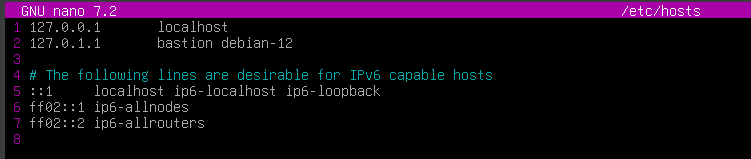 GNU nano 7.2 /etc/hosts
1 127.0.0.1 localhost
2 127.0.1.1 bastion debian-12
3
4 # The following lines are desirable for IPv6 capable hosts
5 ::1 localhost ip6-localhost ip6-loopback
6 ff02::1 ip6-allnodes
7 ff02::2 ip6-allrouters
8